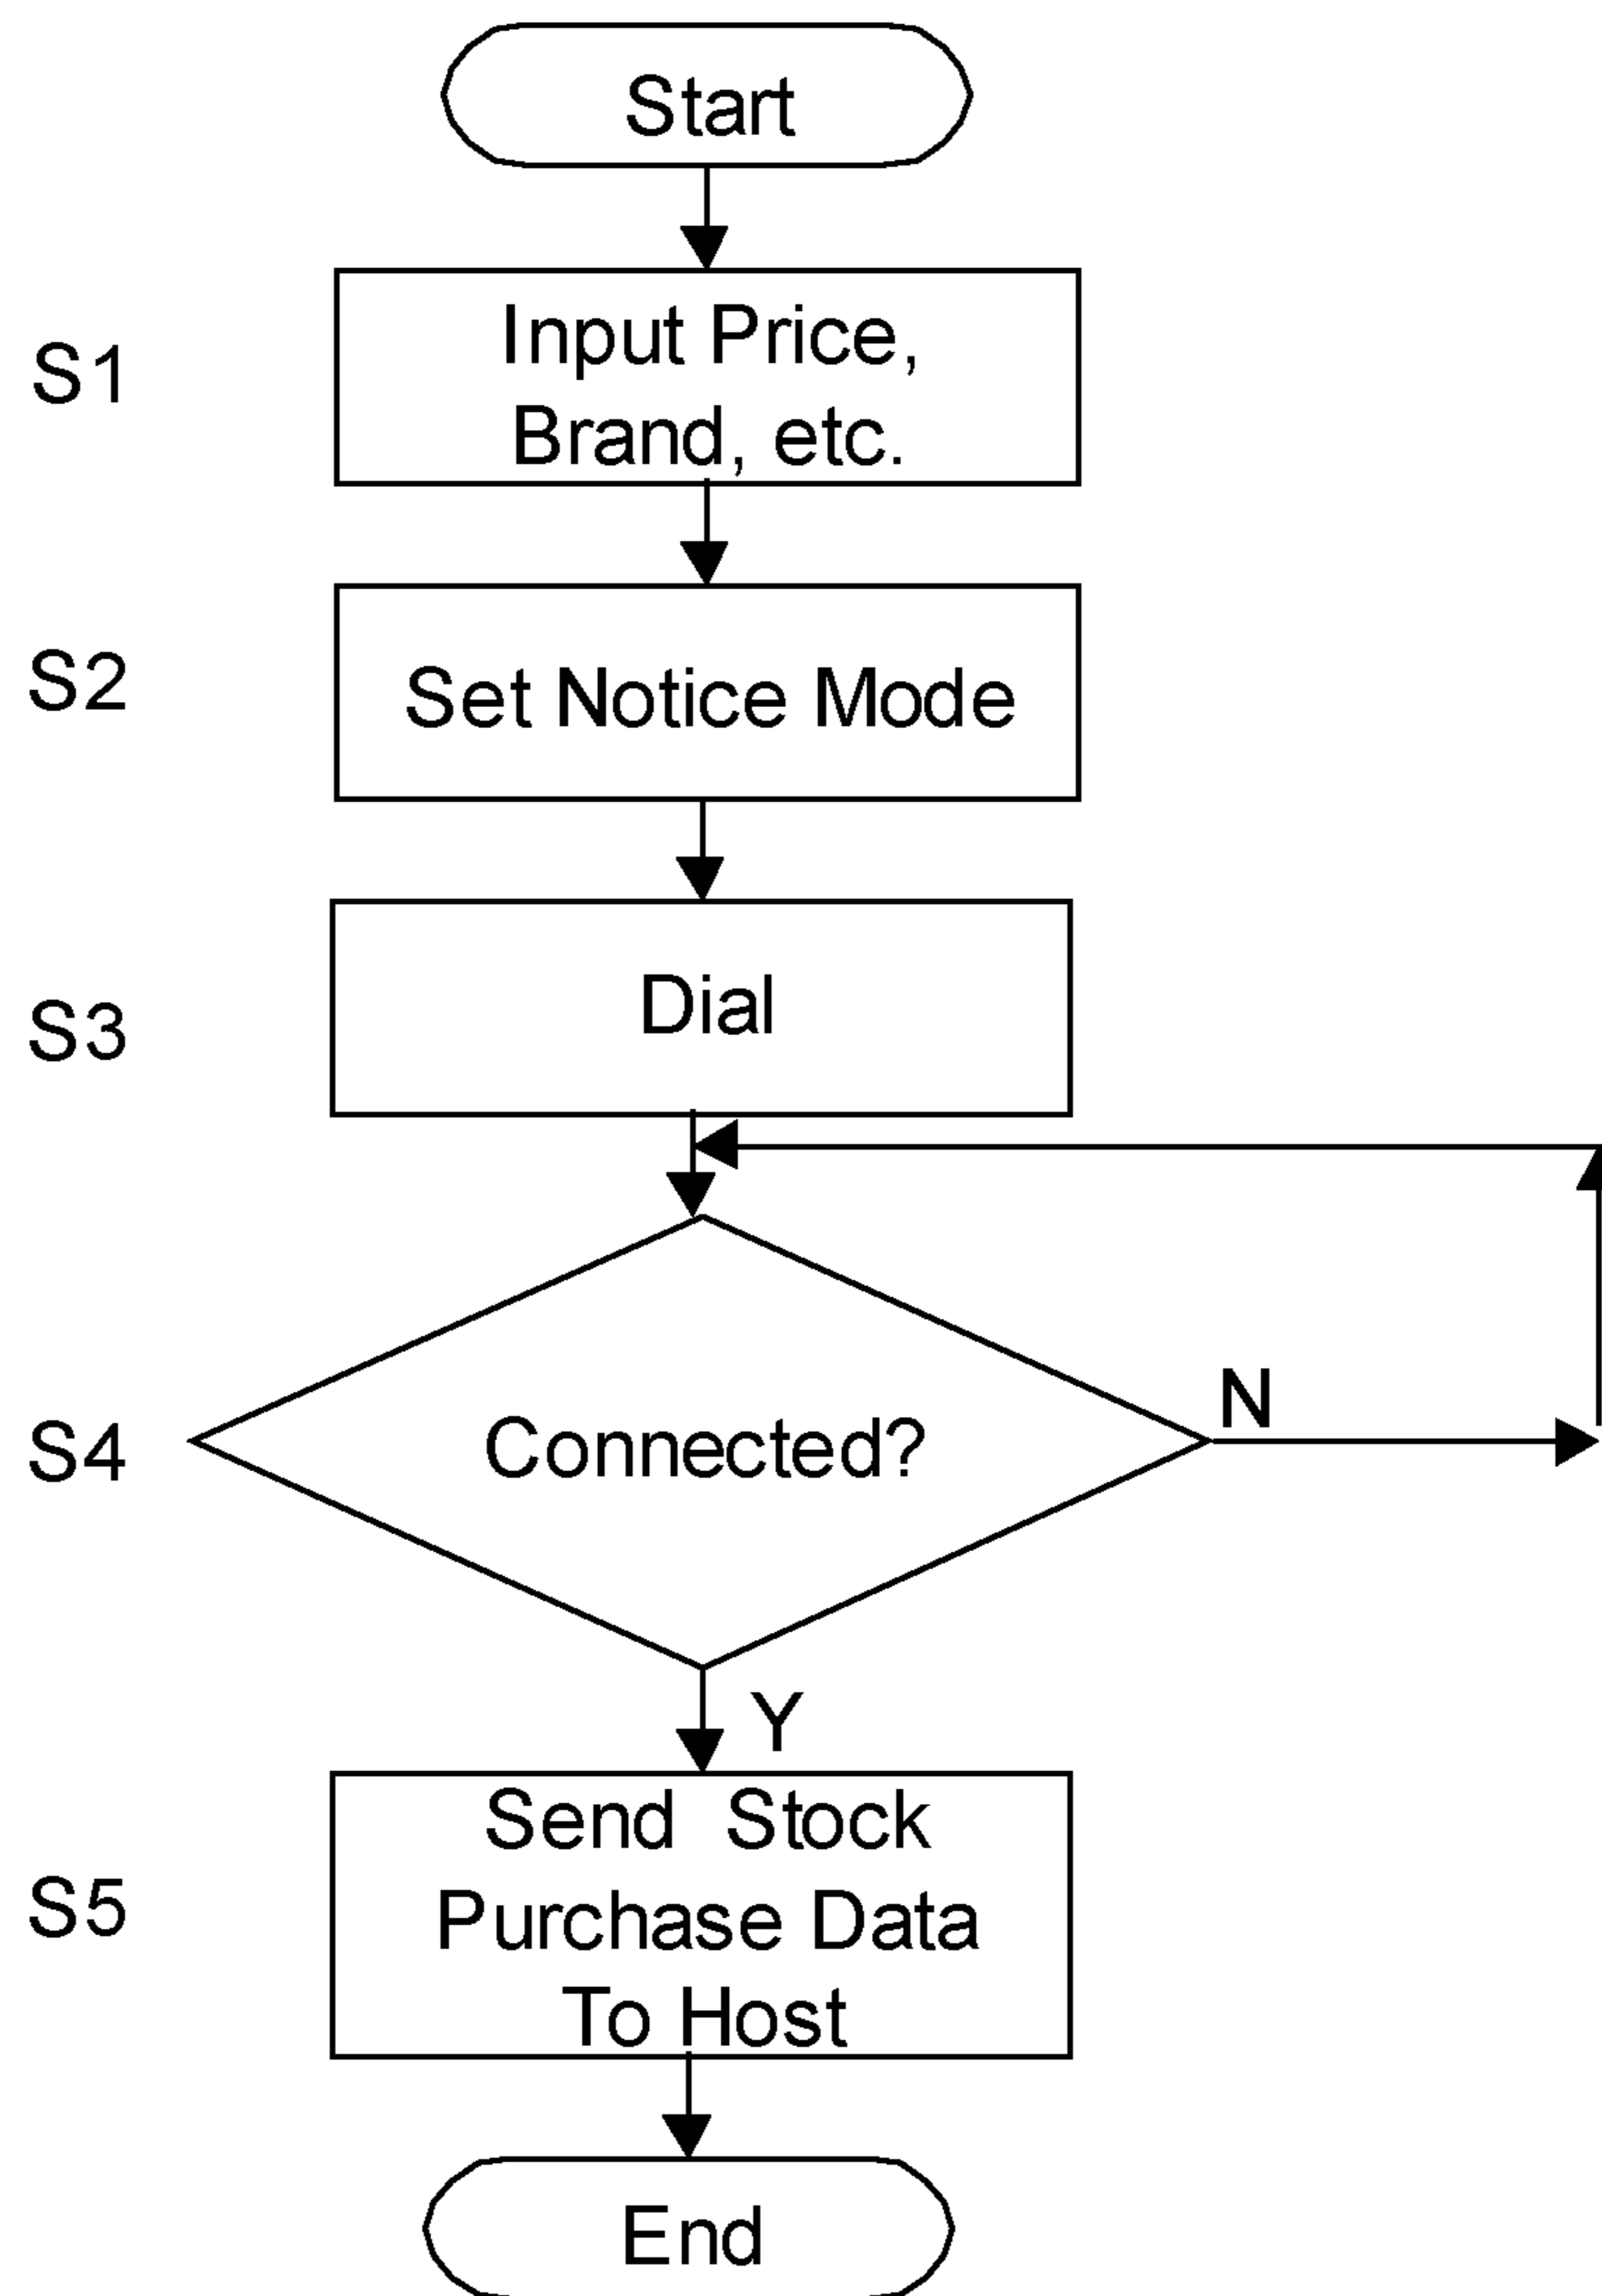 Start
S1
Input Price,
Brand, etc.
S2
Set Notice Mode
S3
Dial
S4
Connected?
N
Y
S5
Send Stock
Purchase Data
To Host
End